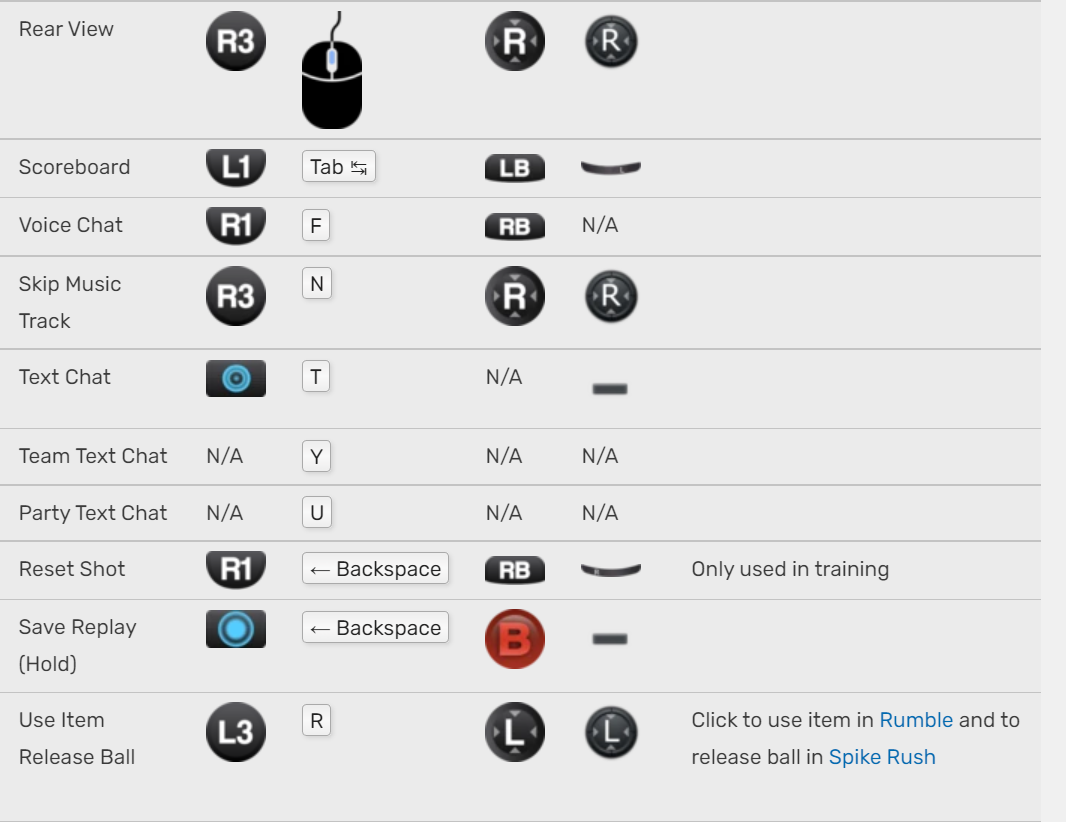 Rear View R3 R R
Scoreboard L1 Tab ↹ LB L
Voice Chat R1 F RB N/A
Skip Music R3 N R R
Track
Text Chat T N/A
Team Text Chat N/A Y N/A N/A
Party Text Chat N/A U N/A N/A
Reset Shot R1 ← Backspace RB R Only used in training
Save Replay ← Backspace B
(Hold)
Use Item L3 R L L Click to use item in Rumble and to
Release Ball release ball in Spike Rush